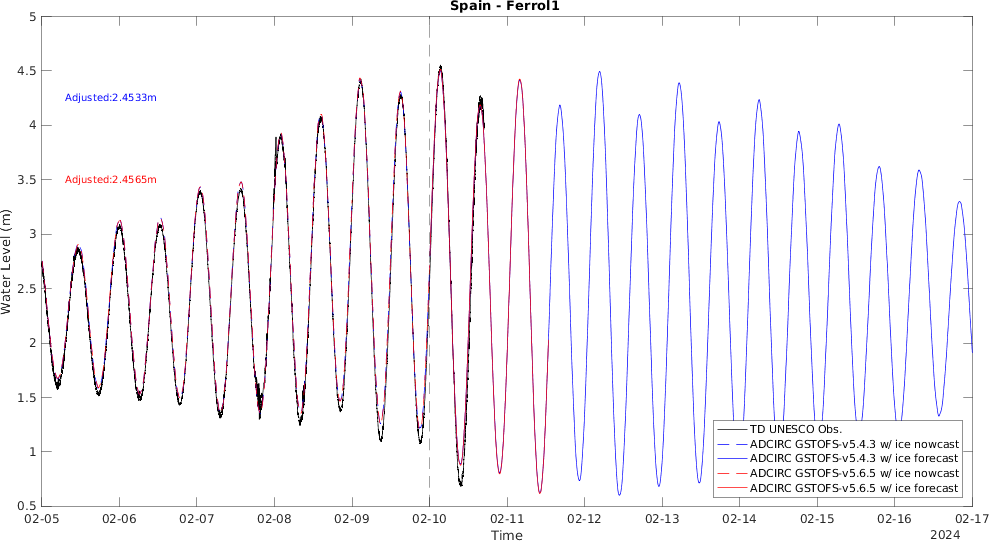 Spain - Ferrol1
5
4.5
4
3.5
3
2.5
2
1.5
1
0.5
Water Level (m)
Adjusted:2.4533m
Adjusted:2.4565m
TD UNESCO Obs.
ADCIRC GSTOFS-v5.4.3 w/ ice nowcast
ADCIRC GSTOFS-v5.4.3 w/ ice forecast
ADCIRC GSTOFS-v5.6.5 w/ ice nowcast
ADCIRC GSTOFS-v5.6.5 w/ ice forecast
02-05 02-06 02-07 02-08 02-09 02-10 02-11 02-12 02-13 02-14 02-15 02-16 02-17
Time
2024